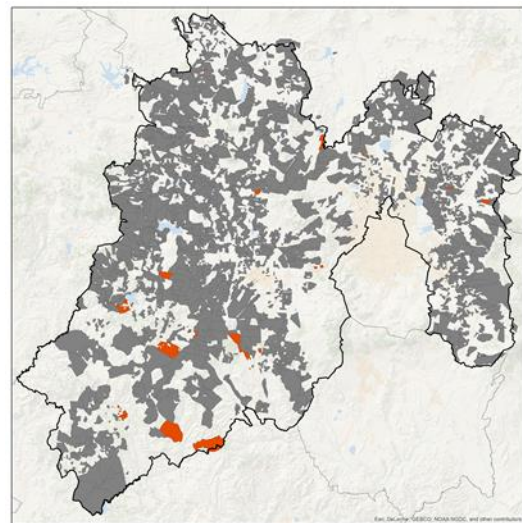 Esri, DeLorme, GEBCO, NOAA NGDC, and other contributors